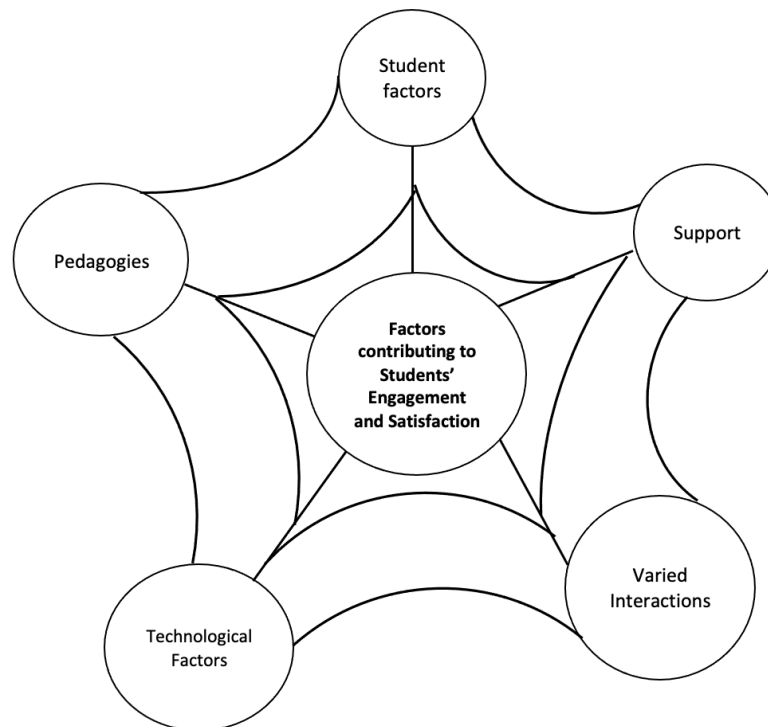 Student
factors
Support
Pedagogies
Factors
contributing to
Students’
Engagement
and Satisfaction
Varied
Interactions
Technological
Factors